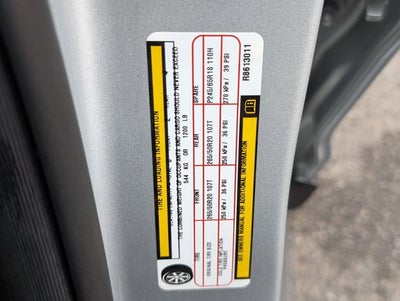 TIRE AND LOADING INFORMATION
THE COMBINED WEIGHT OF OCCUPANTS AND CARGO SHOULD NEVER EXCEED
544 KG OR 1200 LB
TIRE FRONT REAR SPARE
ORIGINAL TIRE SIZE 265/50R20 107T 265/50R20 107T P245/65R18 110H
COLD TIRE INFLATION PRESSURE 250 kPa / 36 PSI 250 kPa / 36 PSI 270 kPa / 39 PSI
SEE OWNERS MANUAL FOR ADDITIONAL INFORMATION
R8613011